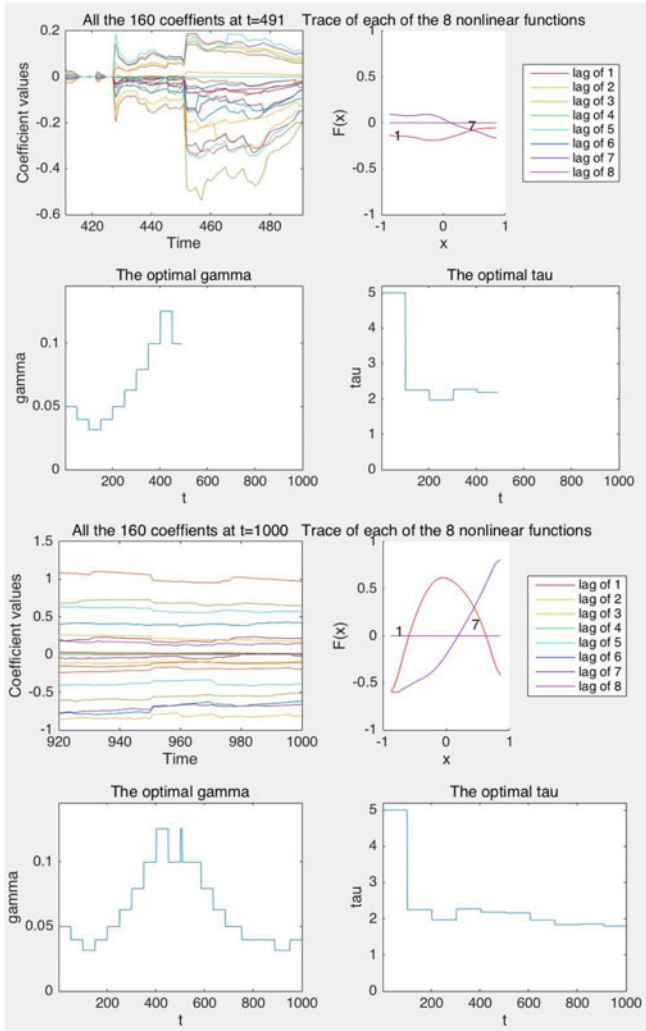 All the 160 coeffients at t=491
Trace of each of the 8 nonlinear functions
Coefficient values
0.2
0
-0.2
-0.4
-0.6
420
440
460
480
Time
F(x)
1
0.5
0
-0.5
-1
1
7
-1
0
1
x
lag of 1
lag of 2
lag of 3
lag of 4
lag of 5
lag of 6
lag of 7
lag of 8
The optimal gamma
gamma
0.1
0.05
0
200
400
600
800
1000
t
The optimal tau
tau
5
4
3
2
1
0
200
400
600
800
1000
t
All the 160 coeffients at t=1000
Trace of each of the 8 nonlinear functions
Coefficient values
1.5
1
0.5
0
-0.5
-1
920
940
960
980
1000
Time
F(x)
1
0.5
0
-0.5
-1
1
7
-1
0
1
x
lag of 1
lag of 2
lag of 3
lag of 4
lag of 5
lag of 6
lag of 7
lag of 8
The optimal gamma
gamma
0.1
0.05
0
200
400
600
800
1000
t
The optimal tau
tau
5
4
3
2
1
0
200
400
600
800
1000
t